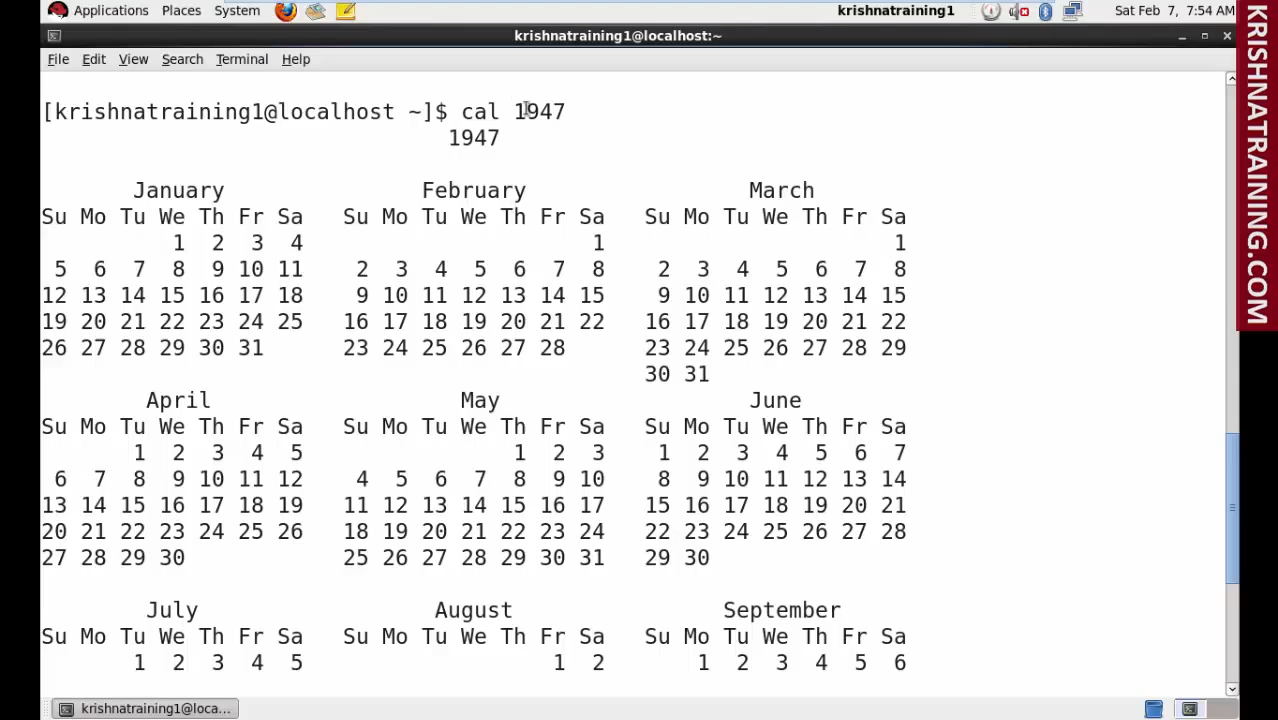 Applications Places System krishnatraining1 Sat Feb 7, 7:54 AM
krishnatraining1@localhost:~
File Edit View Search Terminal Help
[krishnatraining1@localhost ~]$ cal 1947
1947
January February March
Su Mo Tu We Th Fr Sa Su Mo Tu We Th Fr Sa Su Mo Tu We Th Fr Sa
1 2 3 4 1 1
5 6 7 8 9 10 11 2 3 4 5 6 7 8 2 3 4 5 6 7 8
12 13 14 15 16 17 18 9 10 11 12 13 14 15 9 10 11 12 13 14 15
19 20 21 22 23 24 25 16 17 18 19 20 21 22 16 17 18 19 20 21 22
26 27 28 29 30 31 23 24 25 26 27 28 23 24 25 26 27 28 29
30 31
April May June
Su Mo Tu We Th Fr Sa Su Mo Tu We Th Fr Sa Su Mo Tu We Th Fr Sa
1 2 3 4 5 1 2 3 1 2 3 4 5 6 7
6 7 8 9 10 11 12 4 5 6 7 8 9 10 8 9 10 11 12 13 14
13 14 15 16 17 18 19 11 12 13 14 15 16 17 15 16 17 18 19 20 21
20 21 22 23 24 25 26 18 19 20 21 22 23 24 22 23 24 25 26 27 28
27 28 29 30 25 26 27 28 29 30 31 29 30
July August September
Su Mo Tu We Th Fr Sa Su Mo Tu We Th Fr Sa Su Mo Tu We Th Fr Sa
1 2 3 4 5 1 2 1 2 3 4 5 6
krishnatraining1@loca...
KRISHNATRAINING.COM